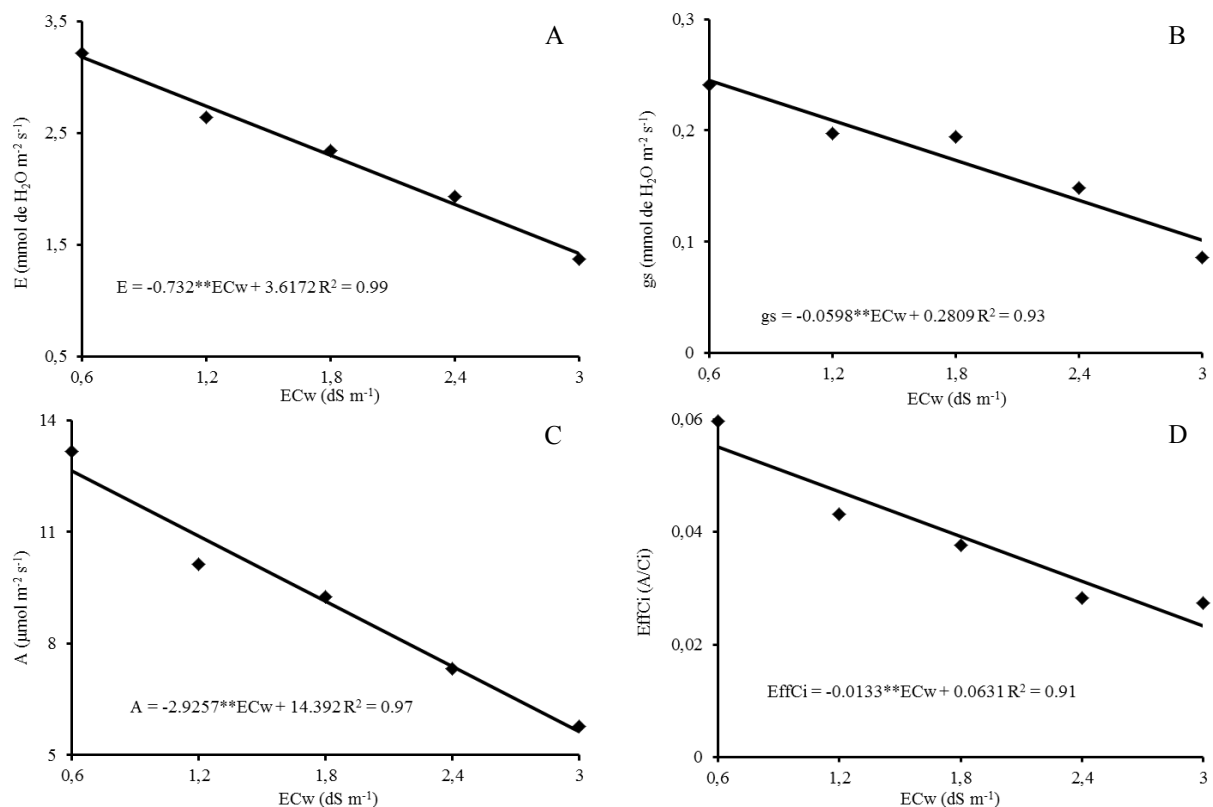 A
E (mmol de H₂O m⁻² s⁻¹)
3,5
2,5
1,5
0,5
E = -0.732**ECw + 3.6172 R² = 0.99
0,6 1,2 1,8 2,4 3
ECw (dS m⁻¹)
B
gs (mmol de H₂O m⁻² s⁻¹)
0,3
0,2
0,1
0
gs = -0.0598**ECw + 0.2809 R² = 0.93
0,6 1,2 1,8 2,4 3
ECw (dS m⁻¹)
C
A (µmol m⁻² s⁻¹)
14
11
8
5
A = -2.9257**ECw + 14.392 R² = 0.97
0,6 1,2 1,8 2,4 3
ECw (dS m⁻¹)
D
EffCi (A/Ci)
0,06
0,04
0,02
0
EffCi = -0.0133**ECw + 0.0631 R² = 0.91
0,6 1,2 1,8 2,4 3
ECw (dS m⁻¹)